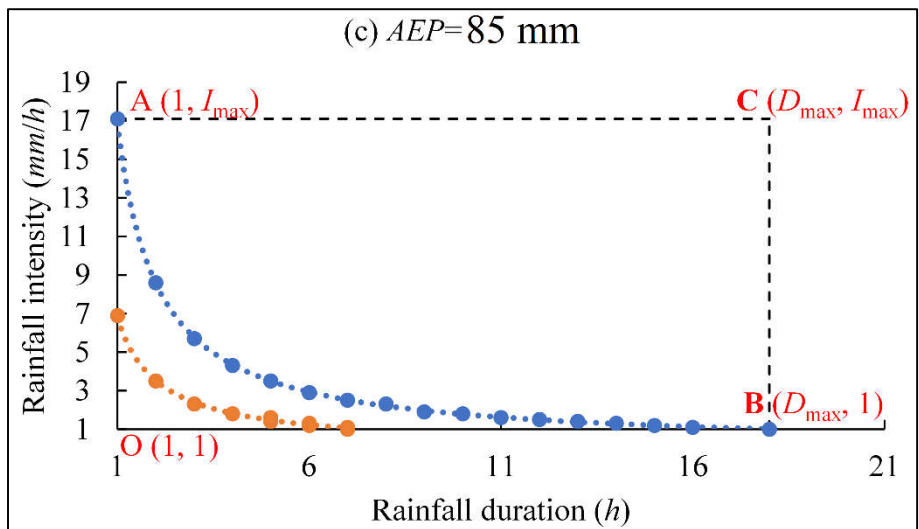 (c) AEP=85 mm
19
17
15
13
11
9
7
5
3
1
Rainfall intensity (mm/h)
A (1, Imax)
C (Dmax, Imax)
B (Dmax, 1)
O (1, 1)
1 6 11 16 21
Rainfall duration (h)